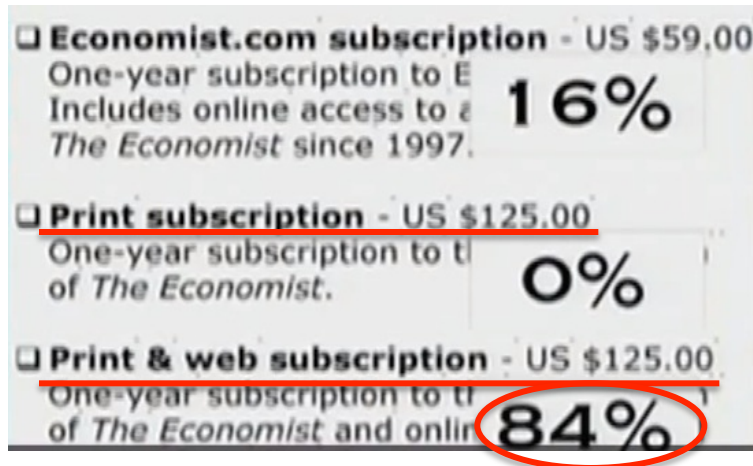 Economist.com subscription - US $59.00
One-year subscription to E
Includes online access to a
The Economist since 1997.
16%
Print subscription - US $125.00
One-year subscription to t
of The Economist.
0%
Print & web subscription - US $125.00
One-year subscription to t
of The Economist and onlin
84%